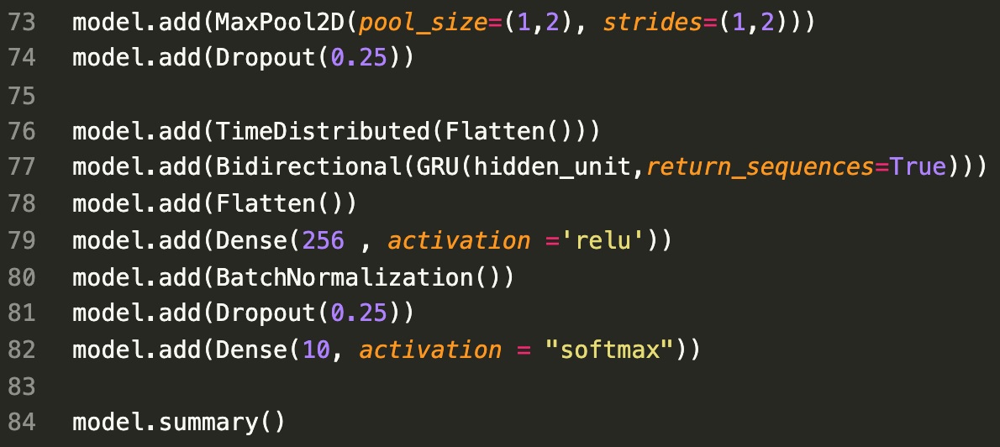 73 model.add(MaxPool2D(pool_size=(1,2), strides=(1,2)))
74 model.add(Dropout(0.25))
75
76 model.add(TimeDistributed(Flatten()))
77 model.add(Bidirectional(GRU(hidden_unit,return_sequences=True)))
78 model.add(Flatten())
79 model.add(Dense(256 , activation ='relu'))
80 model.add(BatchNormalization())
81 model.add(Dropout(0.25))
82 model.add(Dense(10, activation = "softmax"))
83
84 model.summary()